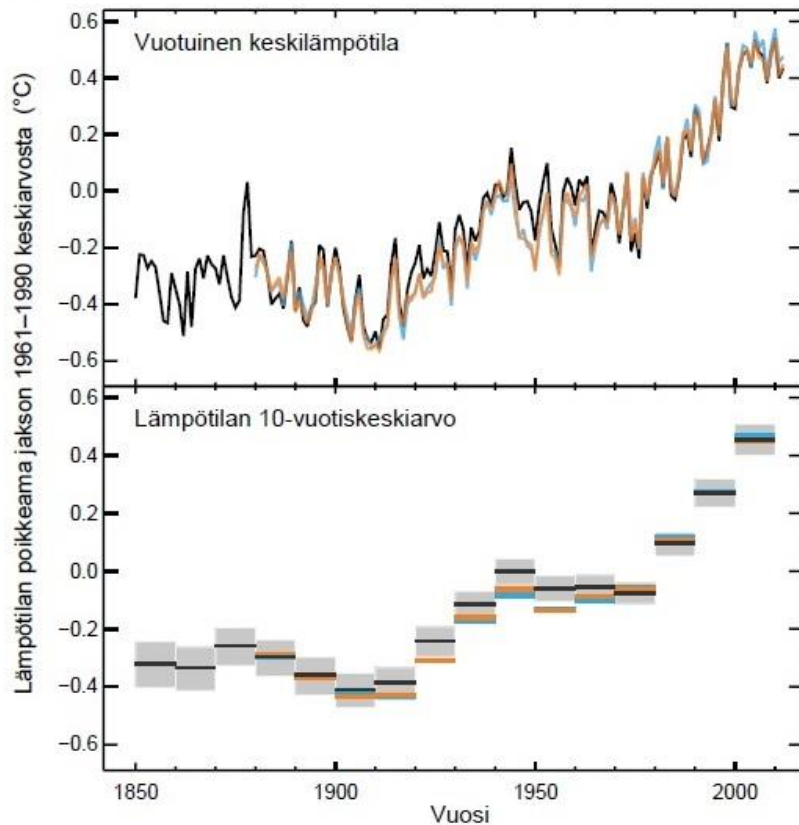 Vuotuinen keskilämpötila
0.6
0.4
0.2
0.0
−0.2
−0.4
−0.6
Lämpötilan poikkeama jakson 1961–1990 keskiarvosta (°C)
Lämpötilan 10-vuotiskeskiarvo
0.6
0.4
0.2
0.0
−0.2
−0.4
−0.6
1850 1900 1950 2000
Vuosi